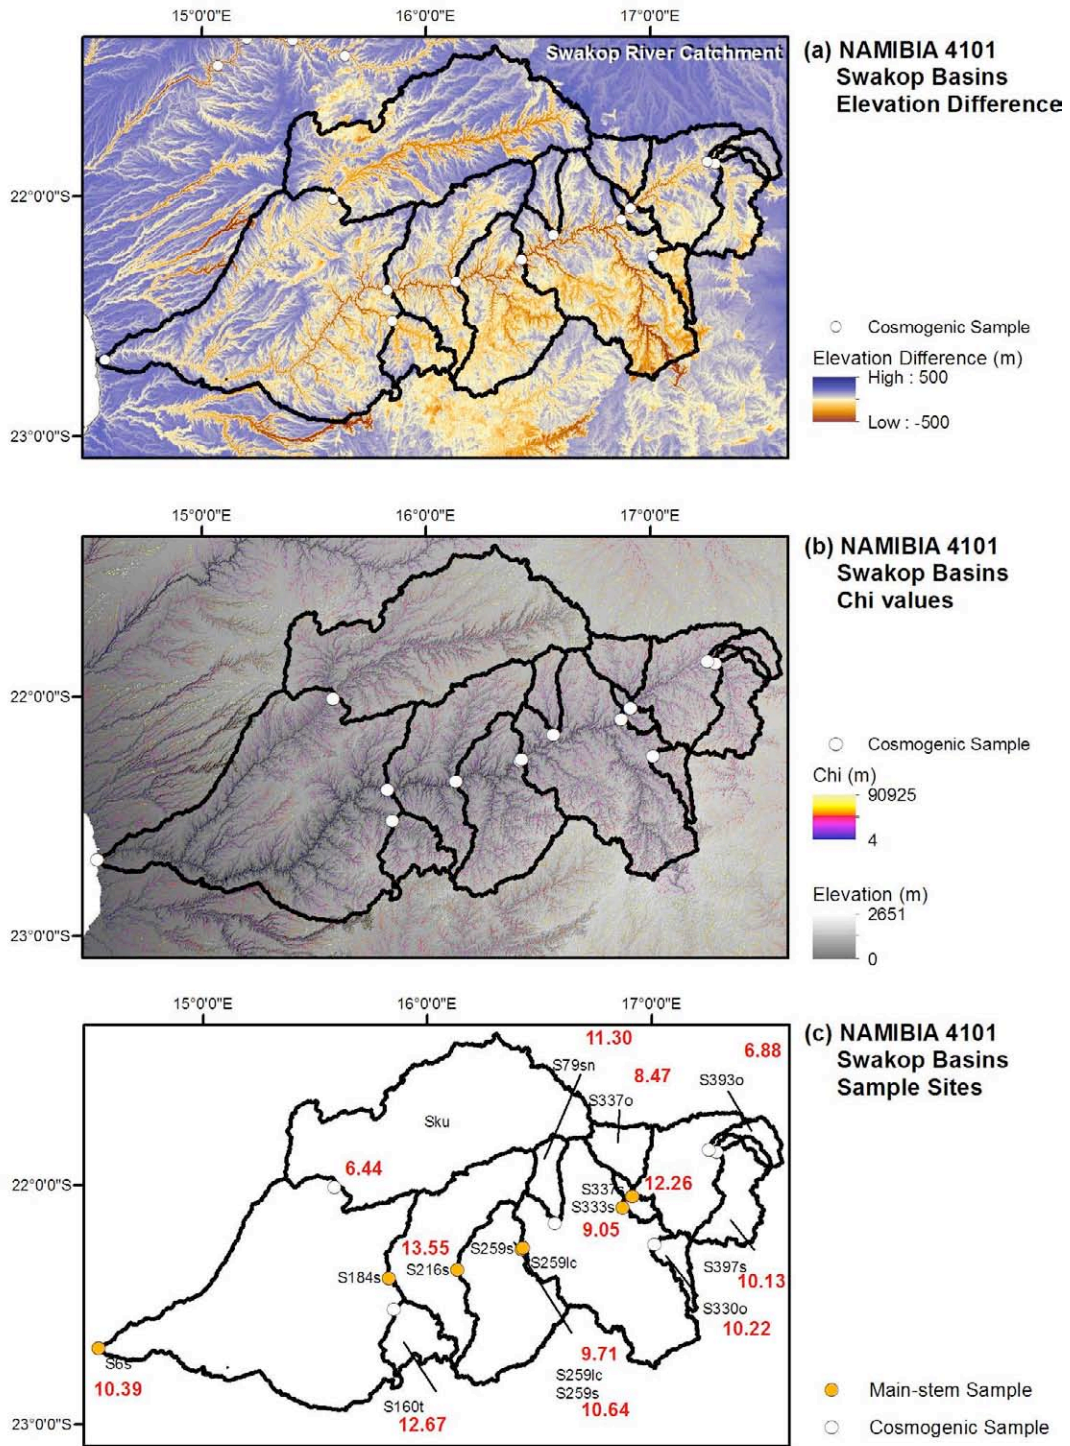 15°0'0"E 16°0'0"E 17°0'0"E
Swakop River Catchment
(a) NAMIBIA 4101
Swakop Basins
Elevation Difference
22°0'0"S
23°0'0"S
Cosmogenic Sample
Elevation Difference (m)
High : 500
Low : -500
15°0'0"E 16°0'0"E 17°0'0"E
(b) NAMIBIA 4101
Swakop Basins
Chi values
22°0'0"S
23°0'0"S
Cosmogenic Sample
Chi (m)
90925
4
Elevation (m)
2651
0
15°0'0"E 16°0'0"E 17°0'0"E
(c) NAMIBIA 4101
Swakop Basins
Sample Sites
11.30
6.88
S79sn
8.47
S393o
S337o
Sku
6.44
22°0'0"S
12.26
S337s
S333s
9.05
13.55
S259s
S259lc
S184s
S216s
S397s
10.13
S330o
10.22
S6s
10.39
9.71
S259lc
S259s
10.64
S160t
12.67
23°0'0"S
Main-stem Sample
Cosmogenic Sample